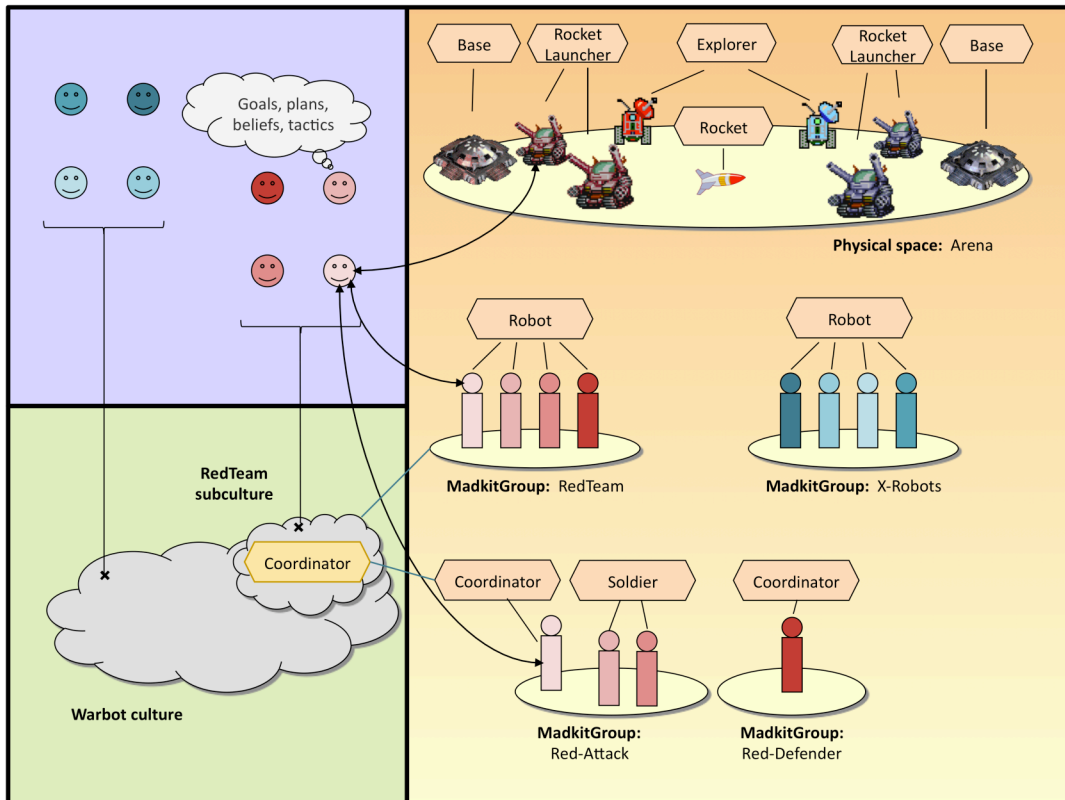 Goals, plans,
beliefs, tactics
Base
Rocket
Launcher
Explorer
Rocket
Launcher
Base
Rocket
Physical space: Arena
Robot
Robot
MadkitGroup: RedTeam
MadkitGroup: X-Robots
RedTeam
subculture
Coordinator
Warbot culture
Coordinator
Soldier
Coordinator
MadkitGroup:
Red-Attack
MadkitGroup:
Red-Defender